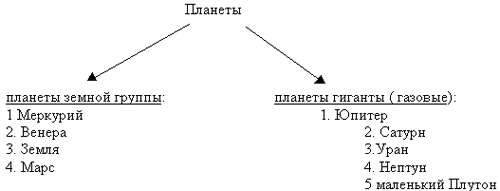 Планеты
планеты земной группы:
1 Меркурий
2. Венера
3. Земля
4. Марс
планеты гиганты ( газовые):
1. Юпитер
2. Сатурн
3.Уран
4. Нептун
5 маленький Плутон